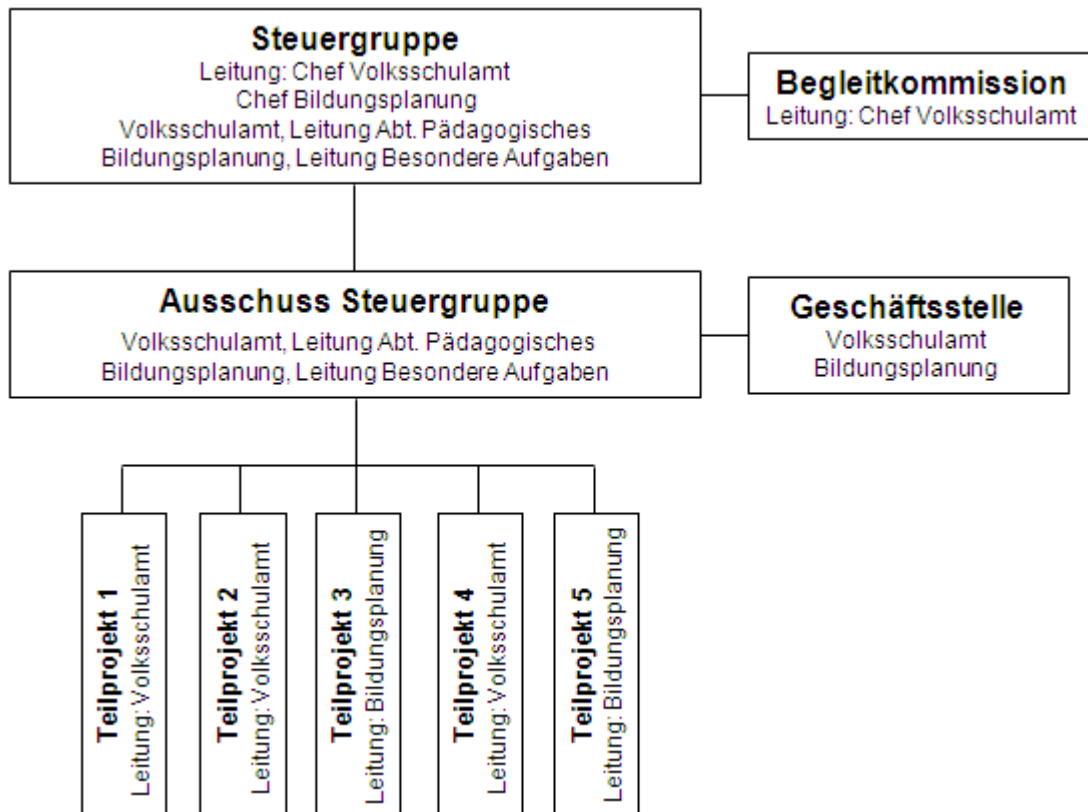 Steuergruppe
Leitung: Chef Volksschulamt
Chef Bildungsplanung
Volksschulamt, Leitung Abt. Pädagogisches
Bildungsplanung, Leitung Besondere Aufgaben
Begleitkommission
Leitung: Chef Volksschulamt
Ausschuss Steuergruppe
Volksschulamt, Leitung Abt. Pädagogisches
Bildungsplanung, Leitung Besondere Aufgaben
Geschäftsstelle
Volksschulamt
Bildungsplanung
Teilprojekt 1
Leitung: Volksschulamt
Teilprojekt 2
Leitung: Volksschulamt
Teilprojekt 3
Leitung: Bildungsplanung
Teilprojekt 4
Leitung: Volksschulamt
Teilprojekt 5
Leitung: Bildungsplanung